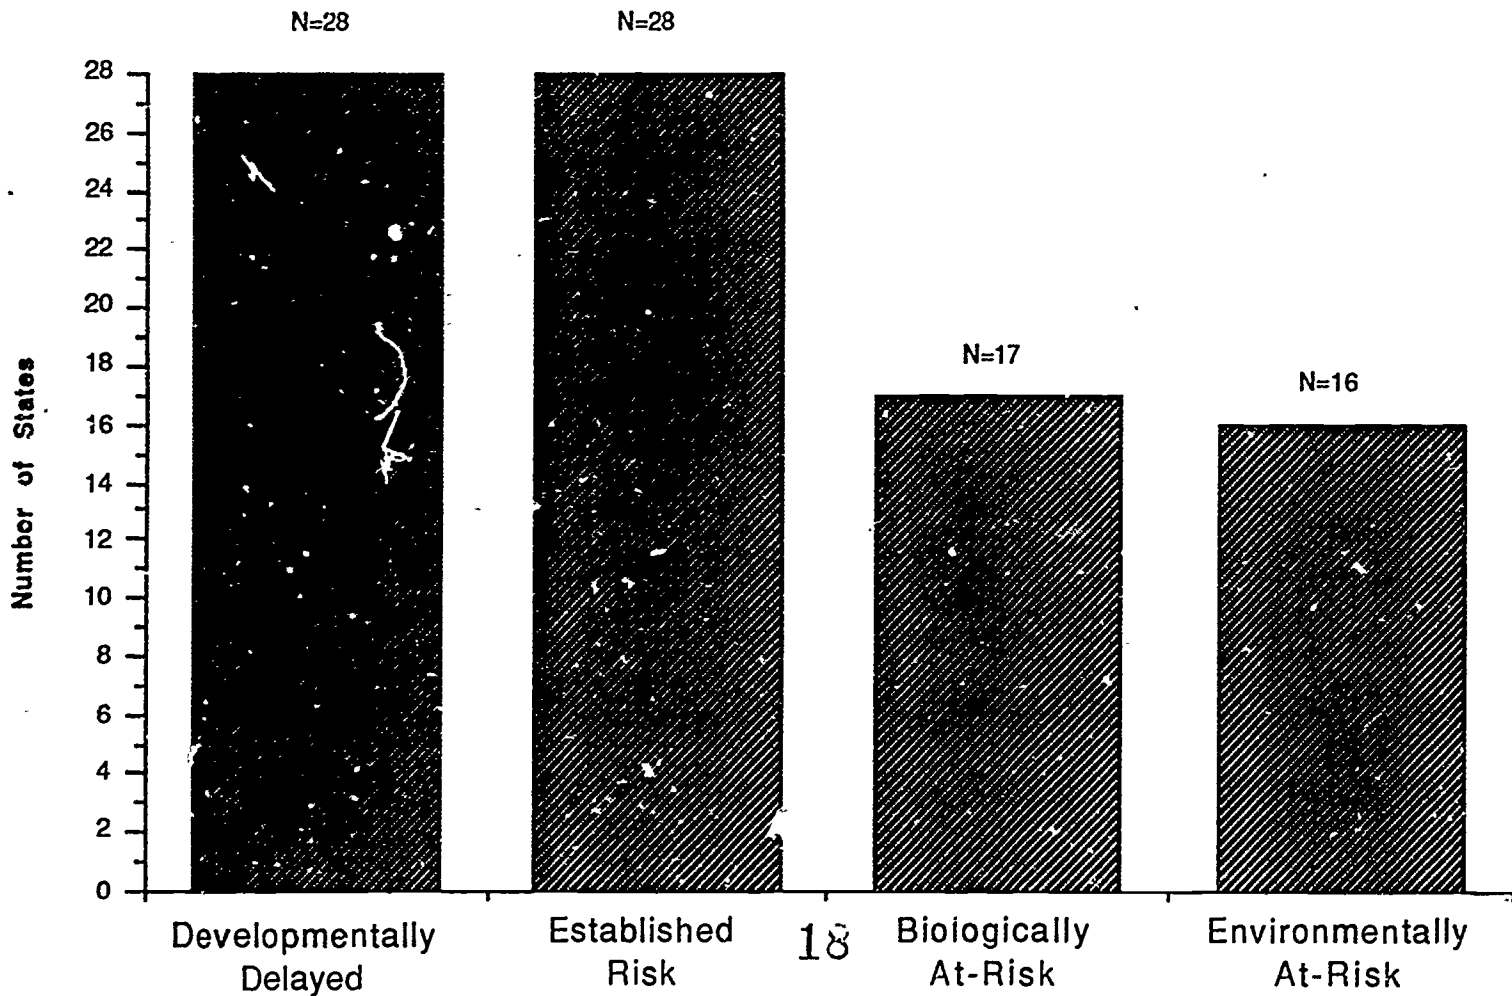 N=28
N=28
28
26
24
22
20
18
16
14
12
10
8
6
4
2
0
Number of States
N=17
N=16
Developmentally
Delayed
Established
Risk
18
Biologically
At-Risk
Environmentally
At-Risk